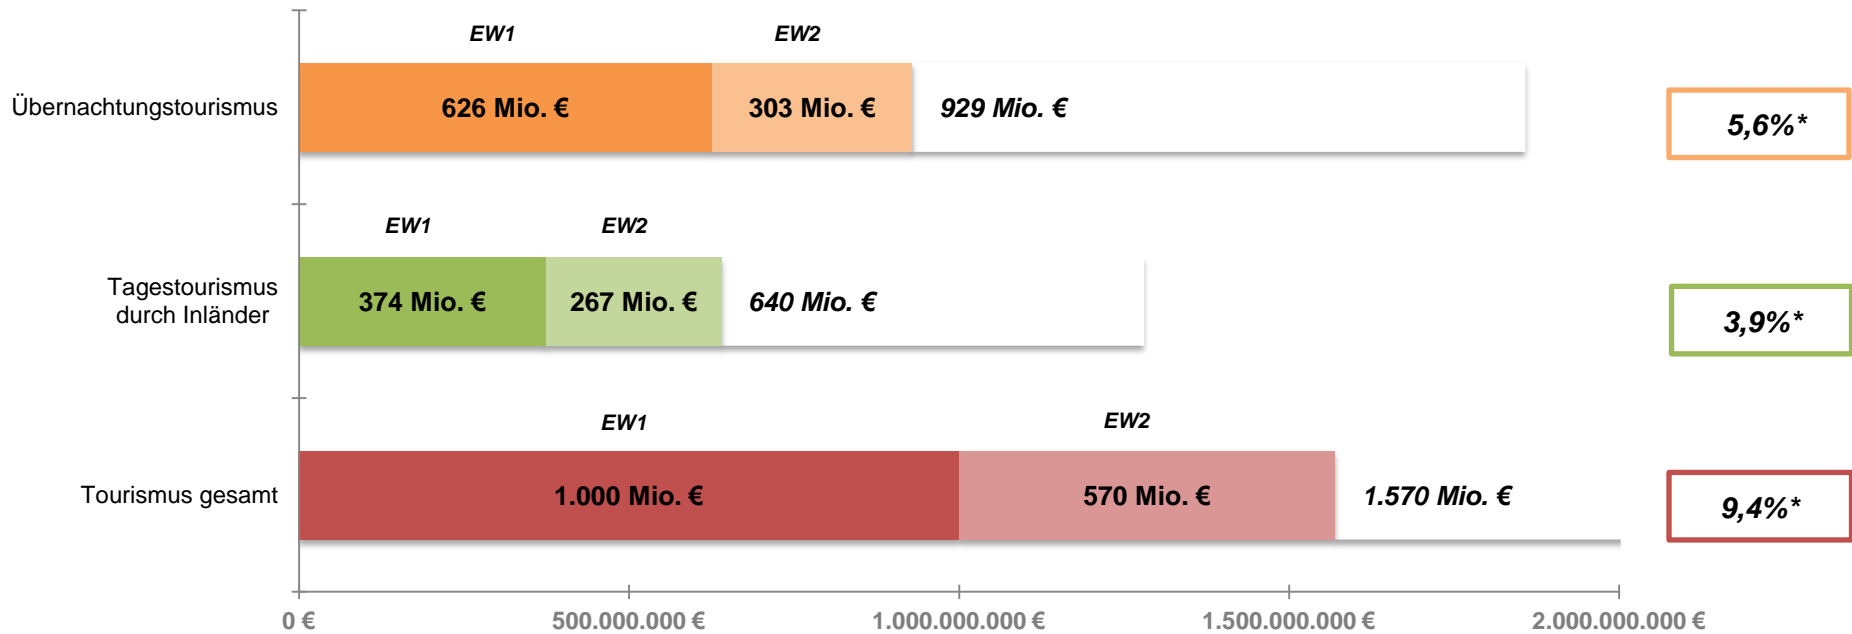 EW1 EW2
Übernachtungstourismus 626 Mio. € 303 Mio. € 929 Mio. € 5,6%*
EW1 EW2
Tagestourismus
durch Inländer 374 Mio. € 267 Mio. € 640 Mio. € 3,9%*
EW1 EW2
Tourismus gesamt 1.000 Mio. € 570 Mio. € 1.570 Mio. € 9,4%*
0 € 500.000.000 € 1.000.000.000 € 1.500.000.000 € 2.000.000.000 €